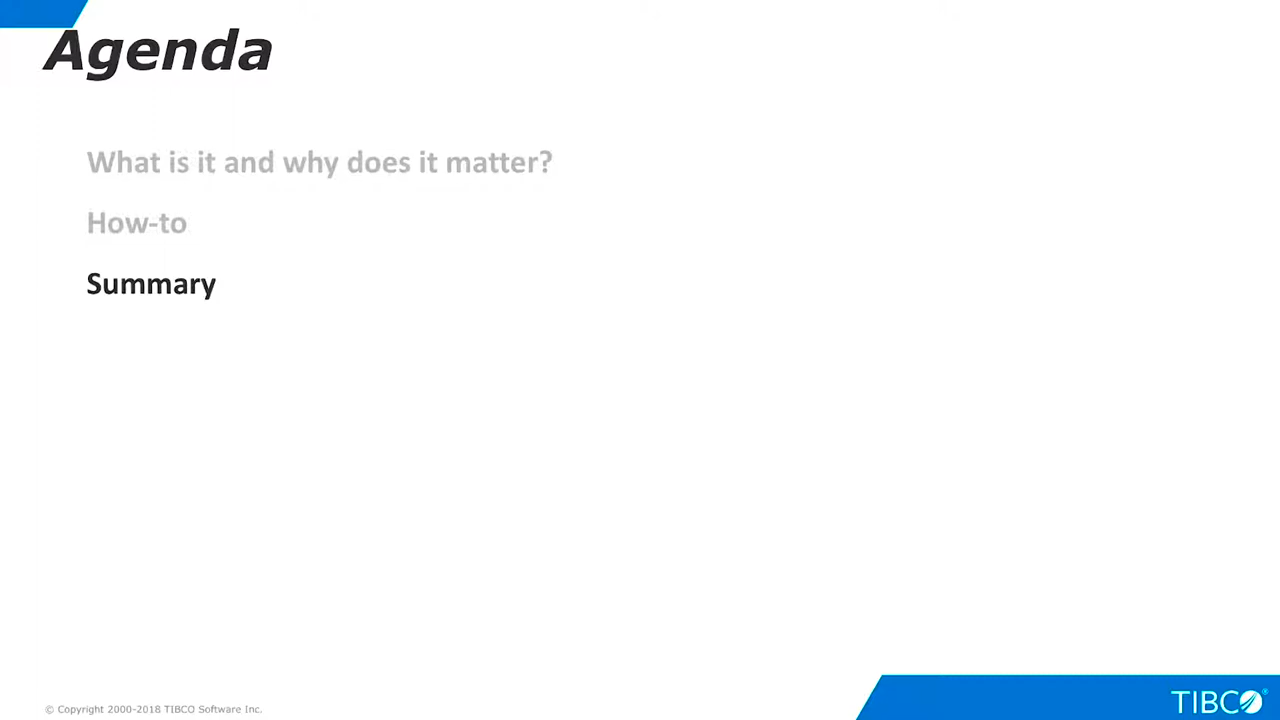 Agenda
What is it and why does it matter?
How-to
Summary
© Copyright 2000-2018 TIBCO Software Inc.
TIBCO®